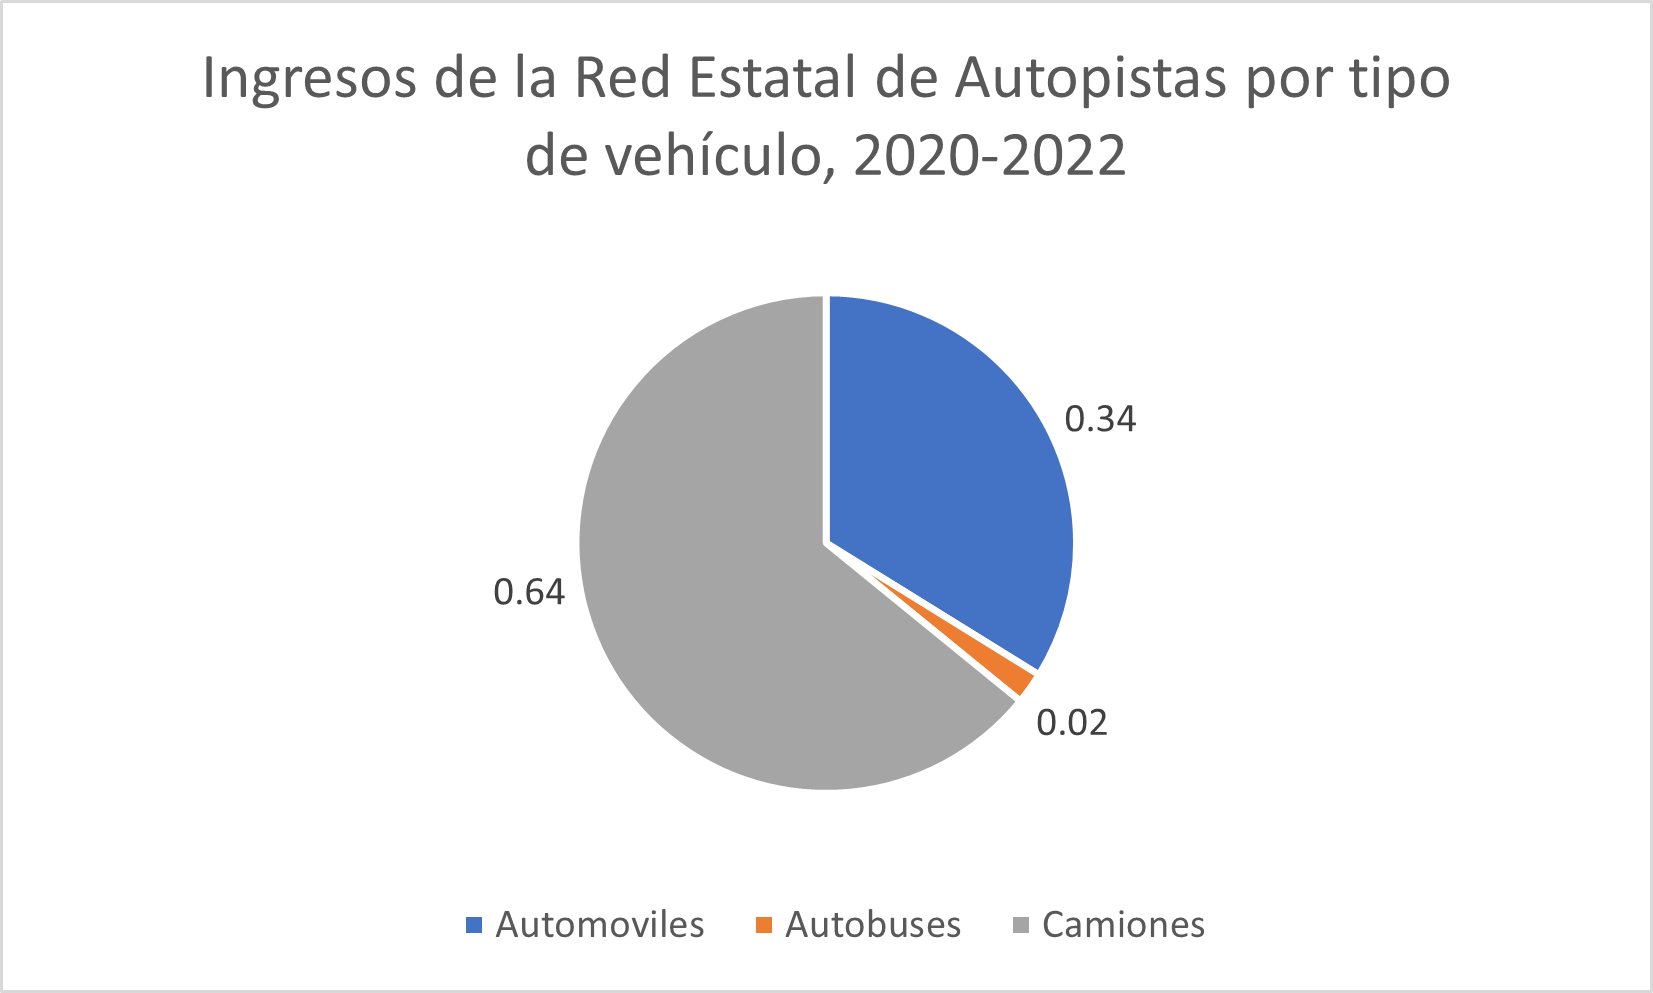 Ingresos de la Red Estatal de Autopistas por tipo
de vehículo, 2020-2022
0.34
0.64
0.02
Automoviles
Autobuses
Camiones